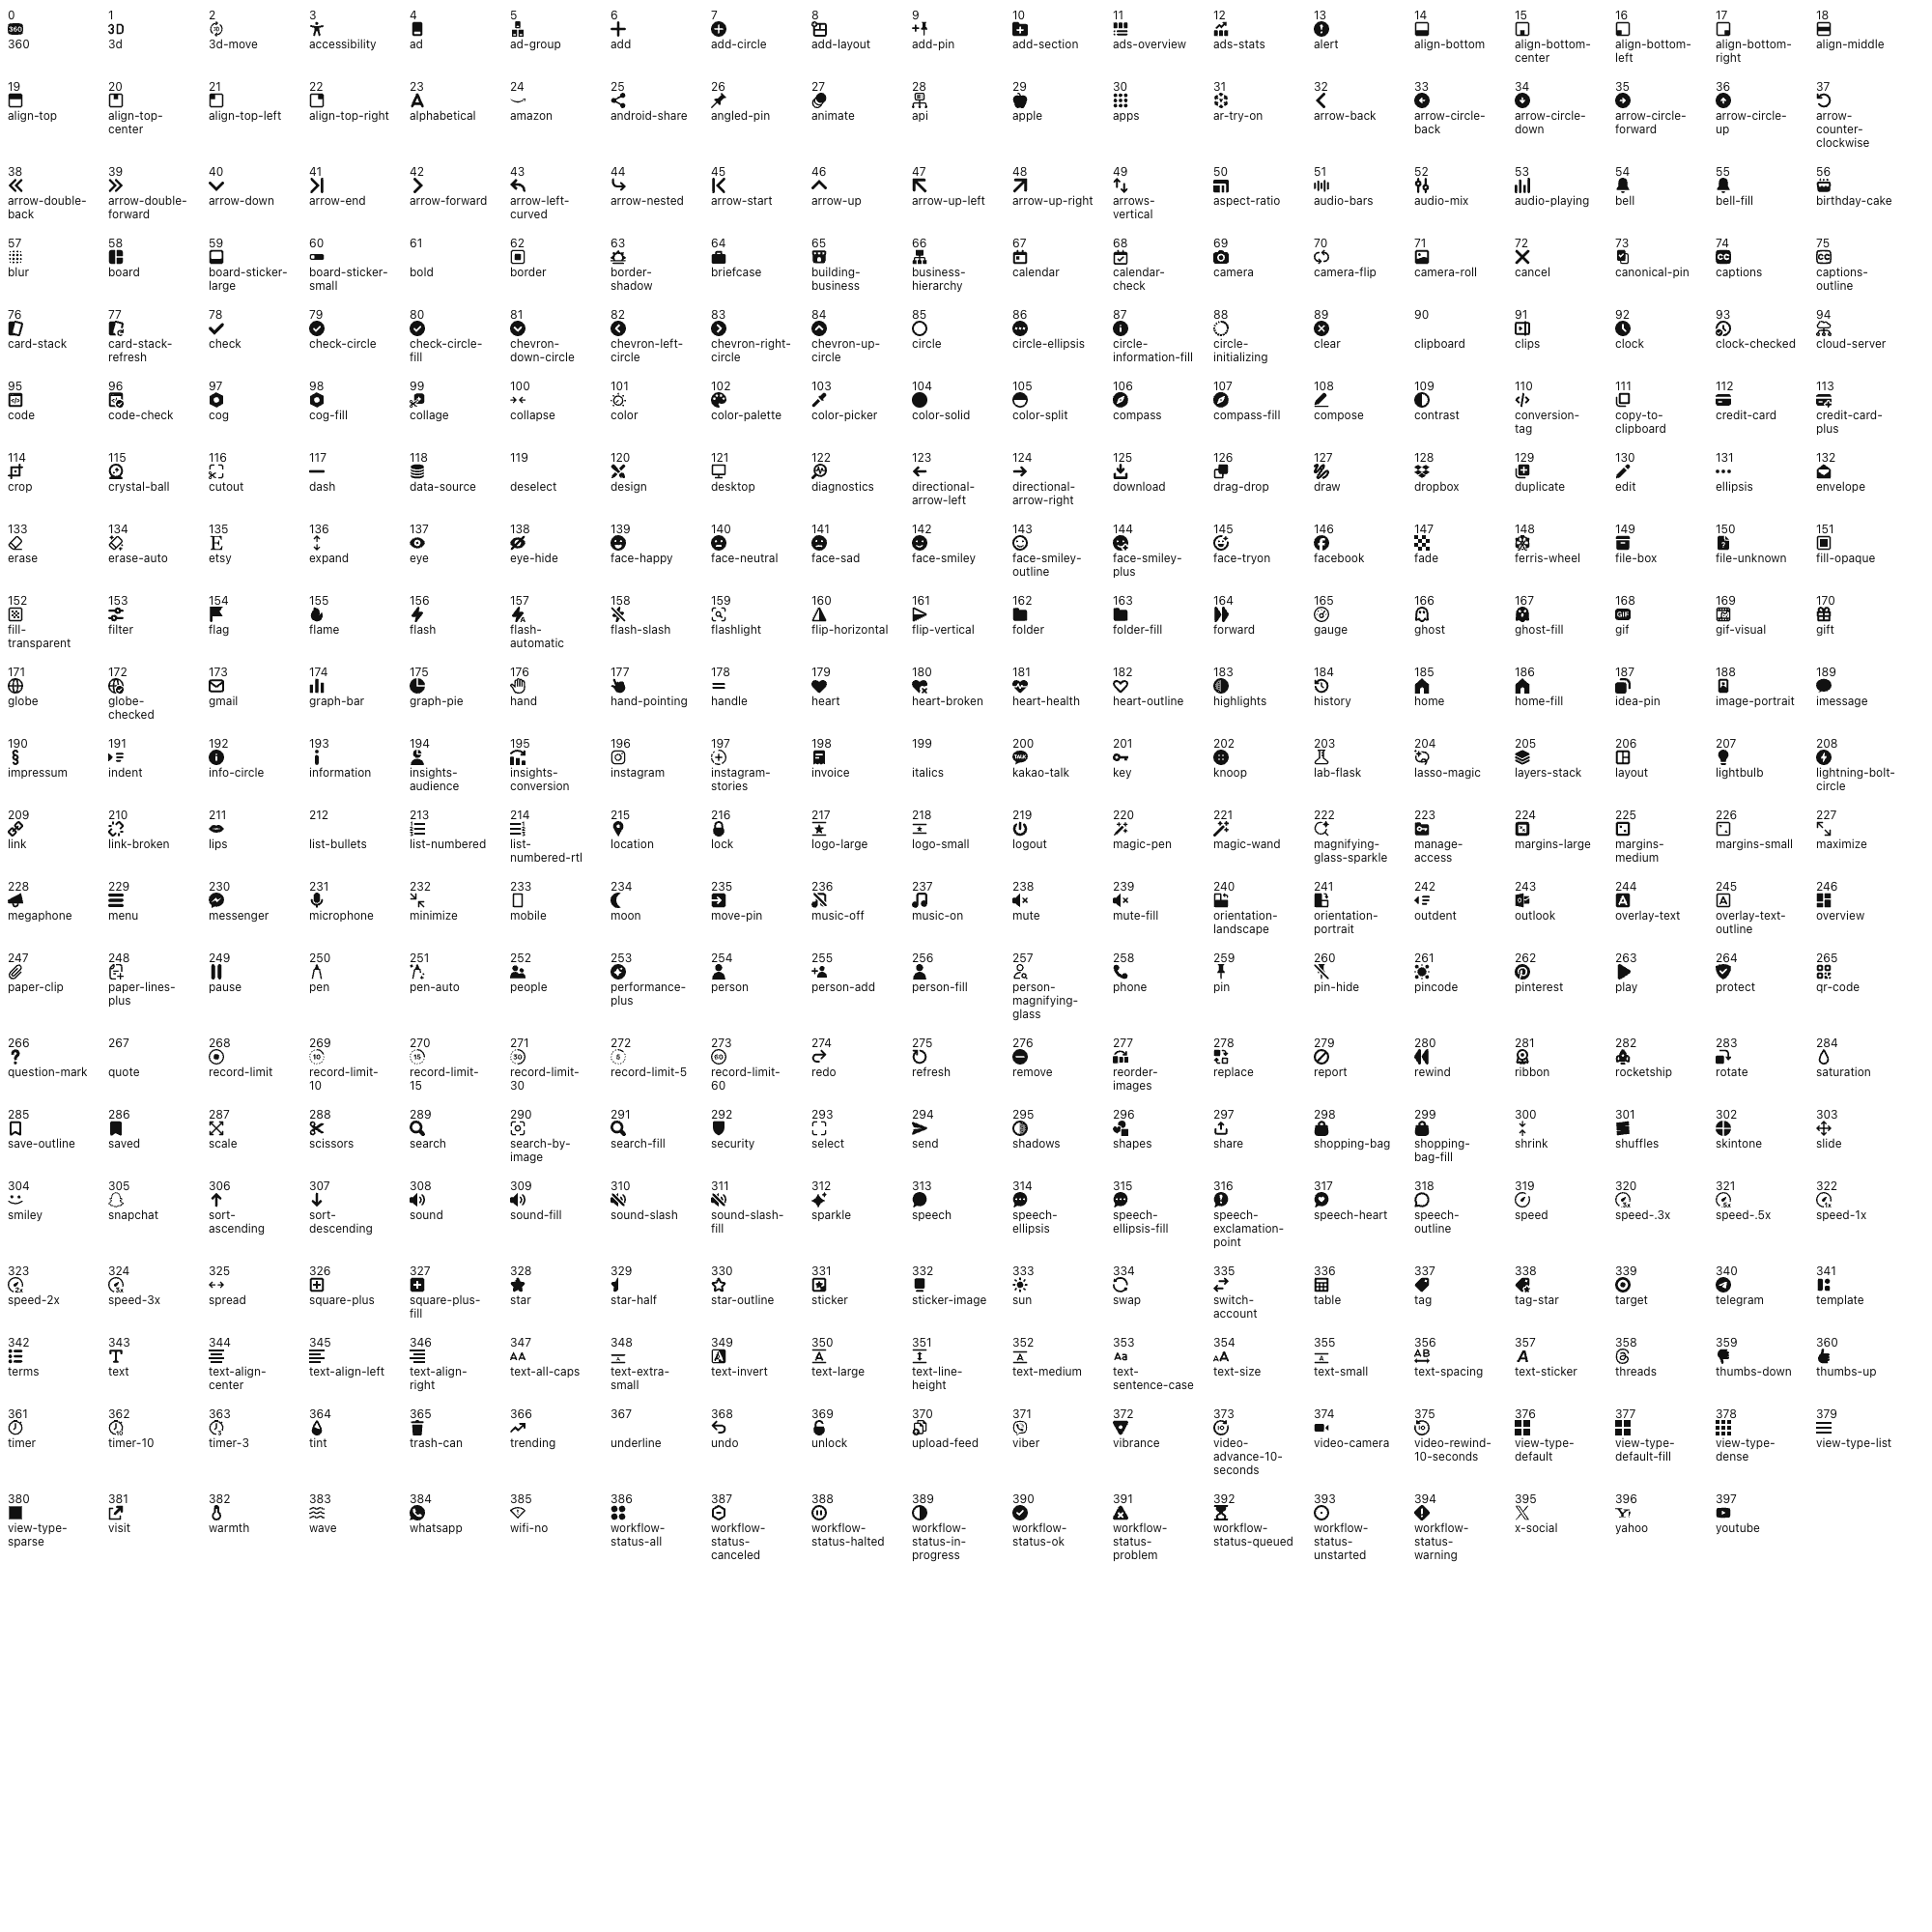 0 1 2 3 4 5 6 7 8 9 10 11 12 13 14 15 16 17 18
360 3d 3d-move accessibility ad ad-group add add-circle add-layout add-pin add-section ads-overview ads-stats alert align-bottom align-bottom- align-bottom- align-bottom- align-middle
center left right
19 20 21 22 23 24 25 26 27 28 29 30 31 32 33 34 35 36 37
align-top align-top- align-top-left align-top-right alphabetical amazon android-share angled-pin animate api apple apps ar-try-on arrow-back arrow-circle- arrow-circle- arrow-circle- arrow-circle- arrow-
center back down forward up counter-
clockwise
38 39 40 41 42 43 44 45 46 47 48 49 50 51 52 53 54 55 56
arrow-double- arrow-double- arrow-down arrow-end arrow-forward arrow-left- arrow-nested arrow-start arrow-up arrow-up-left arrow-up-right arrows- aspect-ratio audio-bars audio-mix audio-playing bell bell-fill birthday-cake
back forward curved vertical
57 58 59 60 61 62 63 64 65 66 67 68 69 70 71 72 73 74 75
blur board board-sticker- board-sticker- bold border border- briefcase building- business- calendar calendar- camera camera-flip camera-roll cancel canonical-pin captions captions-
large small shadow business hierarchy check outline
76 77 78 79 80 81 82 83 84 85 86 87 88 89 90 91 92 93 94
card-stack card-stack- check check-circle check-circle- chevron- chevron-left- chevron-right- chevron-up- circle circle-ellipsis circle- circle- clear clipboard clips clock clock-checked cloud-server
refresh fill down-circle circle circle circle information-fill initializing
95 96 97 98 99 100 101 102 103 104 105 106 107 108 109 110 111 112 113
code code-check cog cog-fill collage collapse color color-palette color-picker color-solid color-split compass compass-fill compose contrast conversion- copy-to- credit-card credit-card-
tag clipboard plus
114 115 116 117 118 119 120 121 122 123 124 125 126 127 128 129 130 131 132
crop crystal-ball cutout dash data-source deselect design desktop diagnostics directional- directional- download drag-drop draw dropbox duplicate edit ellipsis envelope
arrow-left arrow-right
133 134 135 136 137 138 139 140 141 142 143 144 145 146 147 148 149 150 151
erase erase-auto etsy expand eye eye-hide face-happy face-neutral face-sad face-smiley face-smiley- face-smiley- face-tryon facebook fade ferris-wheel file-box file-unknown fill-opaque
outline plus
152 153 154 155 156 157 158 159 160 161 162 163 164 165 166 167 168 169 170
fill- filter flag flame flash flash- flash-slash flashlight flip-horizontal flip-vertical folder folder-fill forward gauge ghost ghost-fill gif gif-visual gift
transparent automatic
171 172 173 174 175 176 177 178 179 180 181 182 183 184 185 186 187 188 189
globe globe- gmail graph-bar graph-pie hand hand-pointing handle heart heart-broken heart-health heart-outline highlights history home home-fill idea-pin image-portrait imessage
checked
190 191 192 193 194 195 196 197 198 199 200 201 202 203 204 205 206 207 208
impressum indent info-circle information insights- insights- instagram instagram- invoice italics kakao-talk key knoop lab-flask lasso-magic layers-stack layout lightbulb lightning-bolt-
audience conversion stories circle
209 210 211 212 213 214 215 216 217 218 219 220 221 222 223 224 225 226 227
link link-broken lips list-bullets list-numbered list- location lock logo-large logo-small logout magic-pen magic-wand magnifying- manage- margins-large margins- margins-small maximize
numbered-rtl glass-sparkle access medium
228 229 230 231 232 233 234 235 236 237 238 239 240 241 242 243 244 245 246
megaphone menu messenger microphone minimize mobile moon move-pin music-off music-on mute mute-fill orientation- orientation- outdent outlook overlay-text overlay-text- overview
landscape portrait outline
247 248 249 250 251 252 253 254 255 256 257 258 259 260 261 262 263 264 265
paper-clip paper-lines- pause pen pen-auto people performance- person person-add person-fill person- phone pin pin-hide pincode pinterest play protect qr-code
plus plus magnifying-
glass
266 267 268 269 270 271 272 273 274 275 276 277 278 279 280 281 282 283 284
question-mark quote record-limit record-limit- record-limit- record-limit- record-limit-5 record-limit- redo refresh remove reorder- replace report rewind ribbon rocketship rotate saturation
10 15 30 60 images
285 286 287 288 289 290 291 292 293 294 295 296 297 298 299 300 301 302 303
save-outline saved scale scissors search search-by- search-fill security select send shadows shapes share shopping-bag shopping- shrink shuffles skintone slide
image bag-fill
304 305 306 307 308 309 310 311 312 313 314 315 316 317 318 319 320 321 322
smiley snapchat sort- sort- sound sound-fill sound-slash sound-slash- sparkle speech speech- speech- speech- speech-heart speech- speed speed-.3x speed-.5x speed-1x
ascending descending fill ellipsis ellipsis-fill exclamation- outline
point
323 324 325 326 327 328 329 330 331 332 333 334 335 336 337 338 339 340 341
speed-2x speed-3x spread square-plus square-plus- star star-half star-outline sticker sticker-image sun swap switch- table tag tag-star target telegram template
fill account
342 343 344 345 346 347 348 349 350 351 352 353 354 355 356 357 358 359 360
terms text text-align- text-align-left text-align- text-all-caps text-extra- text-invert text-large text-line- text-medium text- text-size text-small text-spacing text-sticker threads thumbs-down thumbs-up
center right small height sentence-case
361 362 363 364 365 366 367 368 369 370 371 372 373 374 375 376 377 378 379
timer timer-10 timer-3 tint trash-can trending underline undo unlock upload-feed viber vibrance video- video-camera video-rewind- view-type- view-type- view-type- view-type-list
advance-10- 10-seconds default default-fill dense
seconds
380 381 382 383 384 385 386 387 388 389 390 391 392 393 394 395 396 397
view-type- visit warmth wave whatsapp wifi-no workflow- workflow- workflow- workflow- workflow- workflow- workflow- workflow- workflow- x-social yahoo youtube
sparse status-all status- status-halted status-in- status-ok status- status-queued status- status-
canceled progress problem unstarted warning